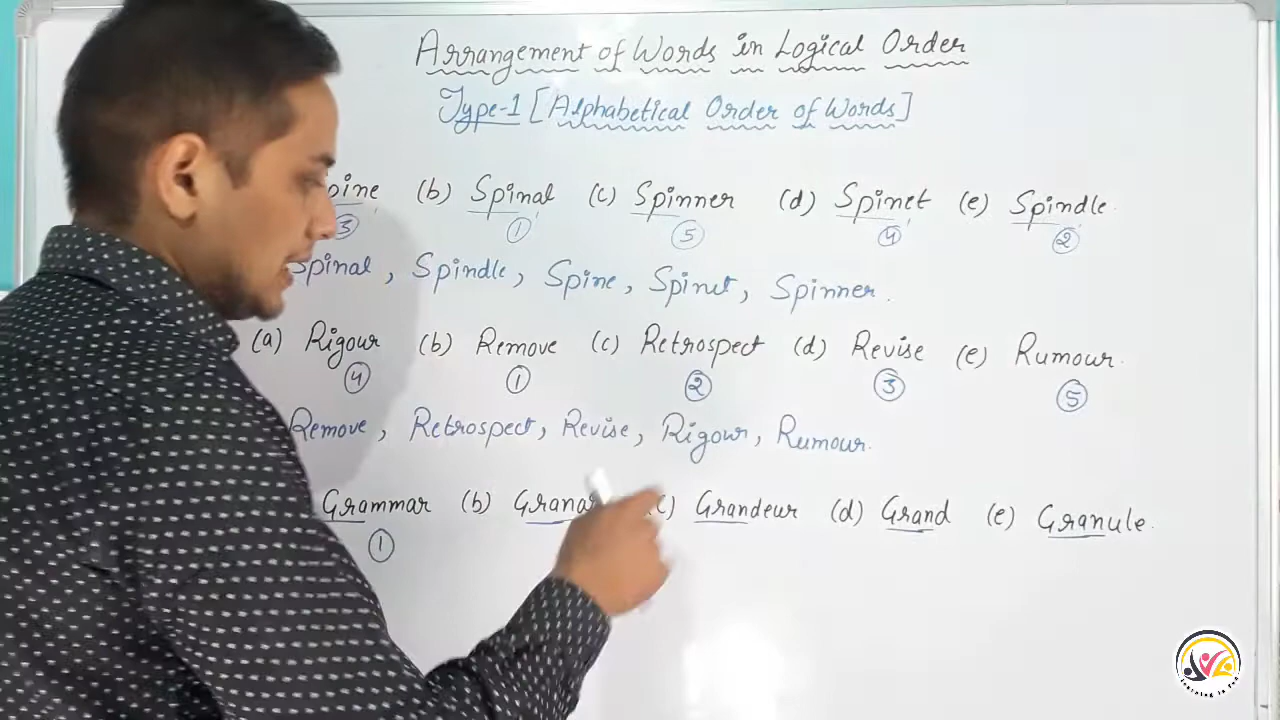 Arrangement of Words in Logical Order
Type-1 [Alphabetical Order of Words]
(b) Spinal (c) Spinner (d) Spinet (e) Spindle.
3 1 5 4 2
Spinal, Spindle, Spine, Spinet, Spinner.
(a) Rigour (b) Remove (c) Retrospect (d) Revise (e) Rumour.
4 1 2 3 5
Remove, Retrospect, Revise, Rigour, Rumour.
Grammar (b) (c) Grandeur (d) Grand (e) Granule.
1